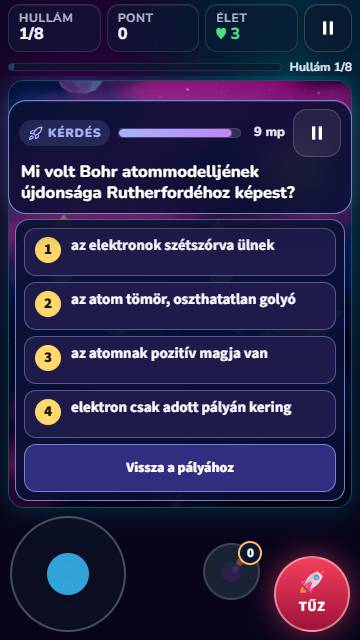 HULLÁM
1/8
PONT
0
ÉLET
3
Hullám 1/8
KÉRDÉS
9 mp
Mi volt Bohr atommodelljének
újdonsága Rutherfordéhoz képest?
1 az elektronok szétszórva ülnek
2 az atom tömör, oszthatatlan golyó
3 az atomnak pozitív magja van
4 elektron csak adott pályán kering
Vissza a pályához
0
TŰZ